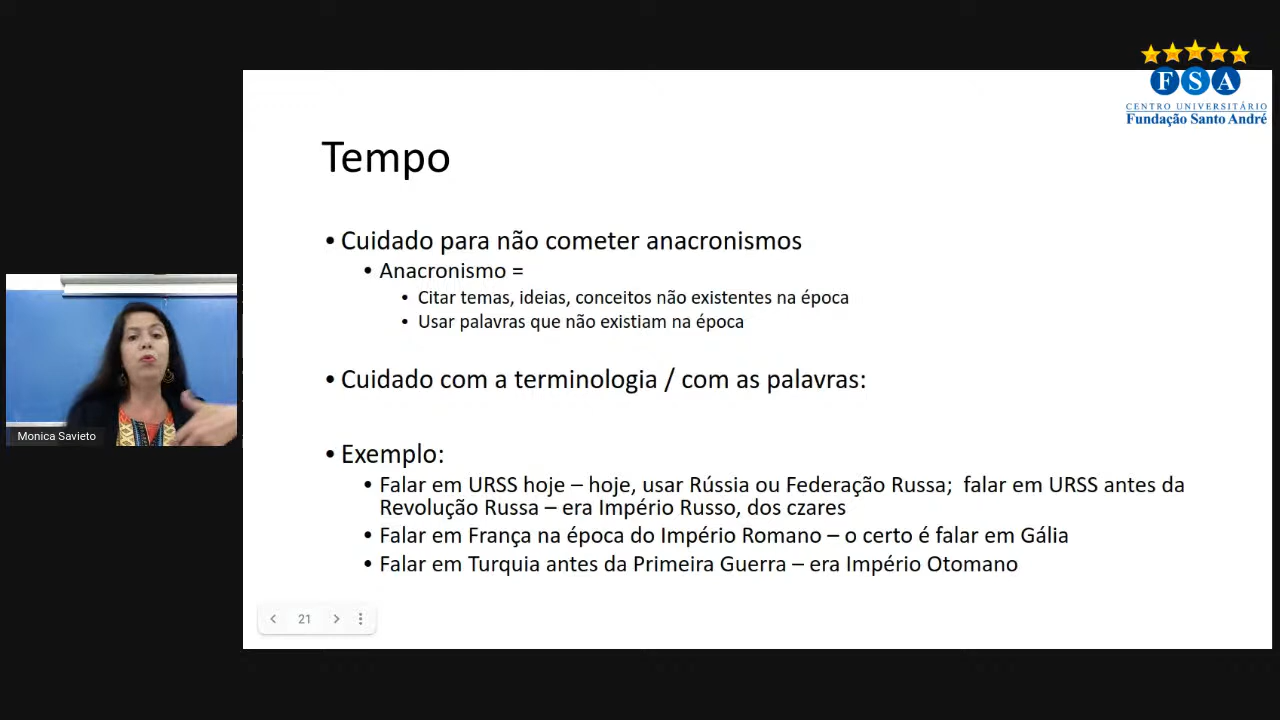 F S A
CENTRO UNIVERSITÁRIO
Fundação Santo André
Tempo
• Cuidado para não cometer anacronismos
• Anacronismo =
• Citar temas, ideias, conceitos não existentes na época
• Usar palavras que não existiam na época
• Cuidado com a terminologia / com as palavras:
• Exemplo:
• Falar em URSS hoje – hoje, usar Rússia ou Federação Russa;  falar em URSS antes da
Revolução Russa – era Império Russo, dos czares
• Falar em França na época do Império Romano – o certo é falar em Gália
• Falar em Turquia antes da Primeira Guerra – era Império Otomano
21
Monica Savieto